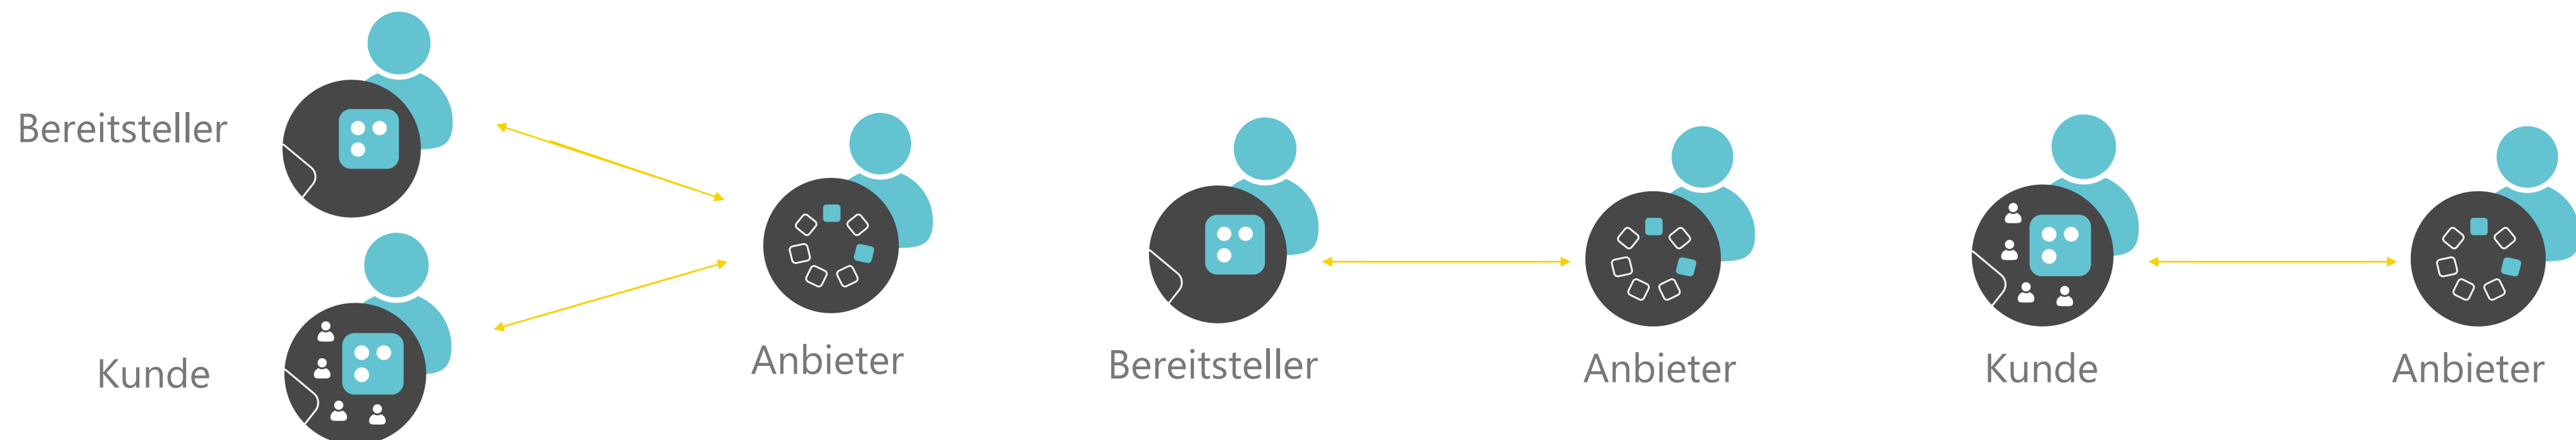 Bereitsteller
Kunde
Anbieter
Bereitsteller
Anbieter
Kunde
Anbieter